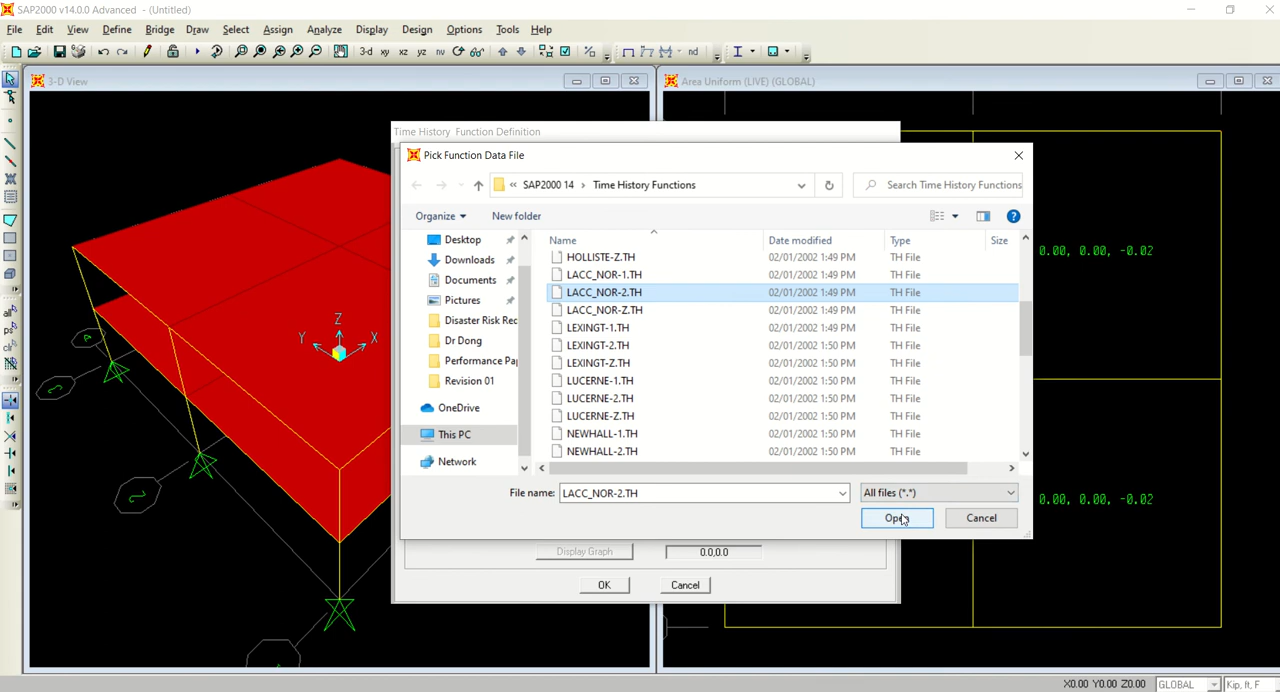 SAP2000 v14.0.0 Advanced - (Untitled)
File Edit View Define Bridge Draw Select Assign Analyze Display Design Options Tools Help
3-d xy xz yz nv nd
3-D View
Area Uniform (LIVE) (GLOBAL)
Time History Function Definition
Pick Function Data File
« SAP2000 14 › Time History Functions
Search Time History Functions
Organize
New folder
Desktop
Downloads
Documents
Pictures
Disaster Risk Rec
Dr Dong
Performance Pa
Revision 01
OneDrive
This PC
Network
Name Date modified Type Size
HOLLISTE-Z.TH 02/01/2002 1:49 PM TH File
LACC_NOR-1.TH 02/01/2002 1:49 PM TH File
LACC_NOR-2.TH 02/01/2002 1:49 PM TH File
LACC_NOR-Z.TH 02/01/2002 1:49 PM TH File
LEXINGT-1.TH 02/01/2002 1:49 PM TH File
LEXINGT-2.TH 02/01/2002 1:50 PM TH File
LEXINGT-Z.TH 02/01/2002 1:50 PM TH File
LUCERNE-1.TH 02/01/2002 1:50 PM TH File
LUCERNE-2.TH 02/01/2002 1:50 PM TH File
LUCERNE-Z.TH 02/01/2002 1:50 PM TH File
NEWHALL-1.TH 02/01/2002 1:50 PM TH File
NEWHALL-2.TH 02/01/2002 1:50 PM TH File
File name: LACC_NOR-2.TH
All files (*.*)
Open Cancel
Display Graph
0.0,0.0
OK Cancel
Z
Y X
0.00, 0.00, -0.02
0.00, 0.00, -0.02
X0.00 Y0.00 Z0.00
GLOBAL
Kip, ft, F